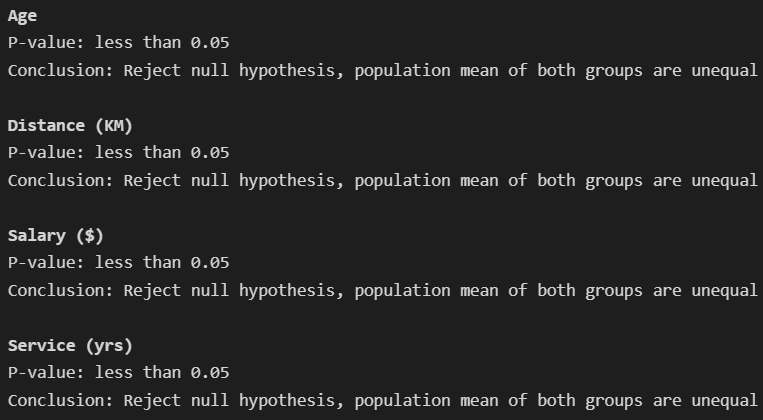 Age
P-value: less than 0.05
Conclusion: Reject null hypothesis, population mean of both groups are unequal
Distance (KM)
P-value: less than 0.05
Conclusion: Reject null hypothesis, population mean of both groups are unequal
Salary ($)
P-value: less than 0.05
Conclusion: Reject null hypothesis, population mean of both groups are unequal
Service (yrs)
P-value: less than 0.05
Conclusion: Reject null hypothesis, population mean of both groups are unequal